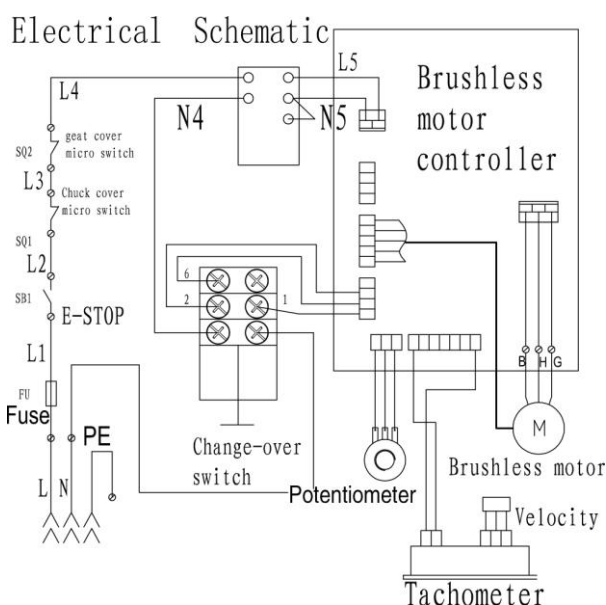 Electrical Schematic
L5
Brushless
motor
controller
L4
N4
N5
geat cover
micro switch
SQ2
L3
Chuck cover
micro switch
SQ1
L2
6
2
1
SB1
E-STOP
L1
FU
Fuse
B
H
G
PE
M
Change-over
switch
Brushless motor
L
N
Potentiometer
Velocity
Tachometer